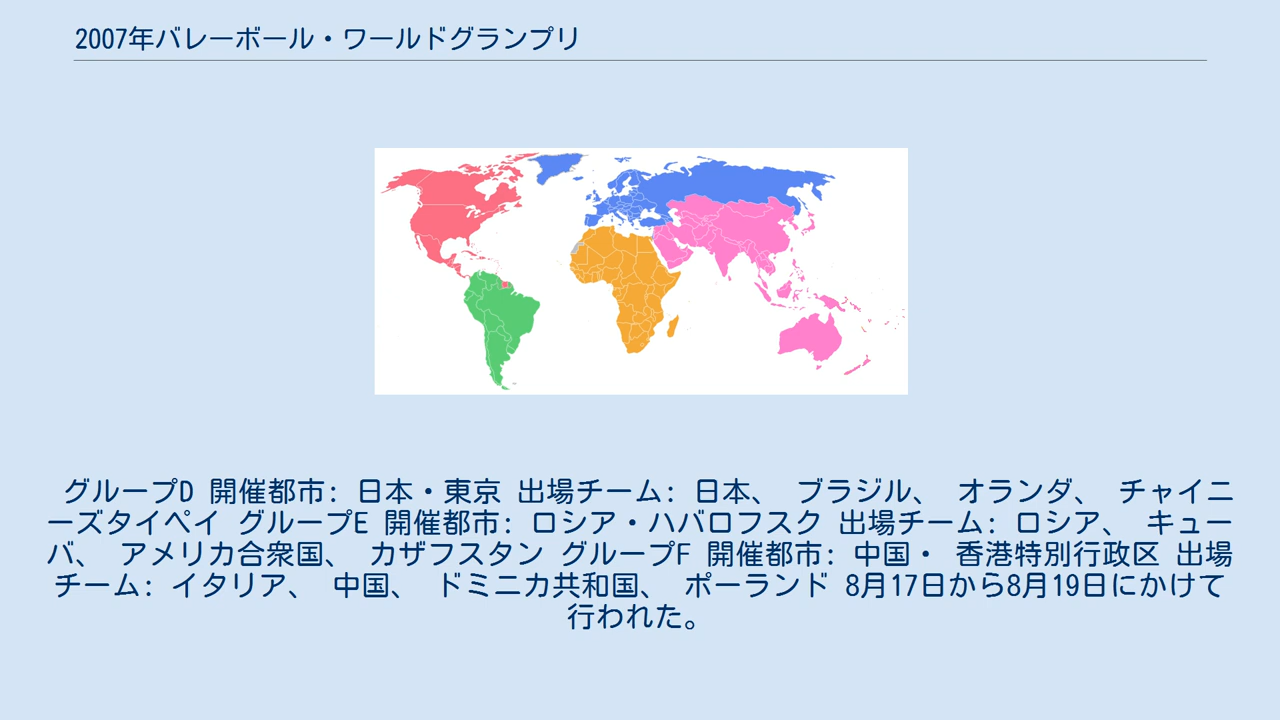 2007年バレーボール・ワールドグランプリ
グループD 開催都市: 日本・東京 出場チーム: 日本、 ブラジル、 オランダ、 チャイニ
ーズタイペイ グループE 開催都市: ロシア・ハバロフスク 出場チーム: ロシア、 キュー
バ、 アメリカ合衆国、 カザフスタン グループF 開催都市: 中国・ 香港特別行政区 出場
チーム: イタリア、 中国、 ドミニカ共和国、 ポーランド 8月17日から8月19日にかけて
行われた。